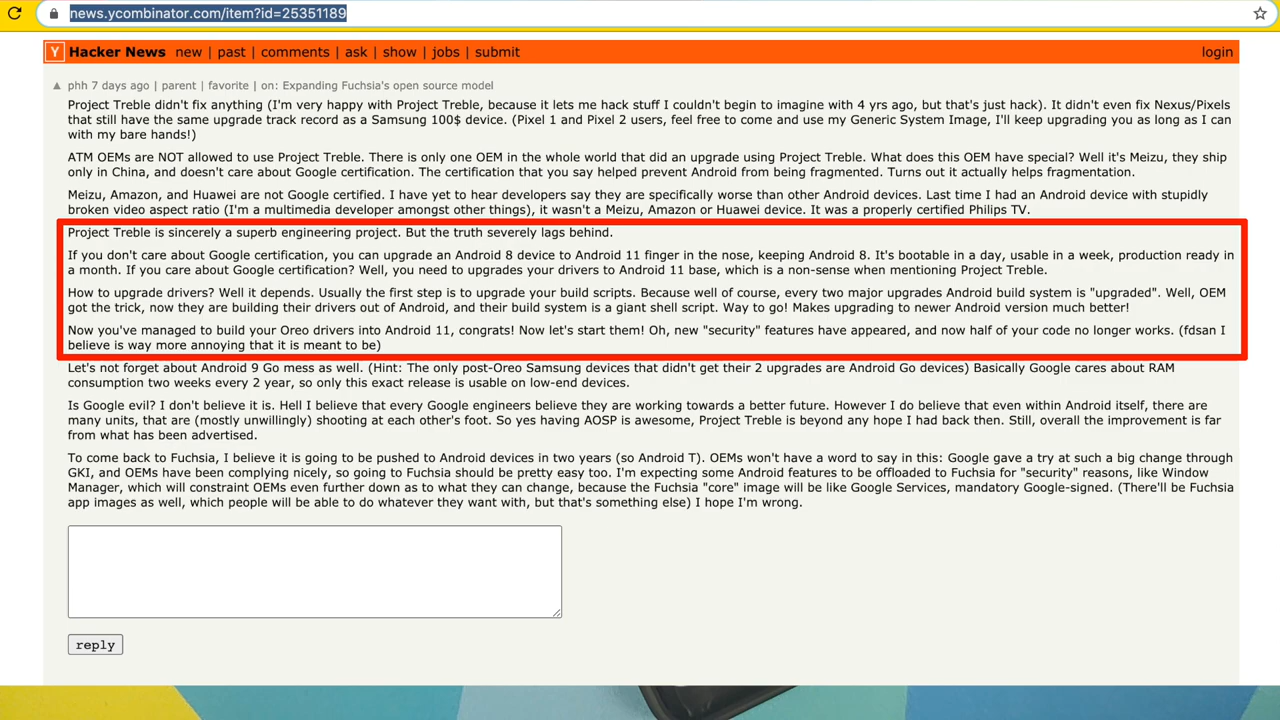 news.ycombinator.com/item?id=25351189
Y Hacker News new | past | comments | ask | show | jobs | submit login
▲ phh 7 days ago | parent | favorite | on: Expanding Fuchsia's open source model
Project Treble didn't fix anything (I'm very happy with Project Treble, because it lets me hack stuff I couldn't begin to imagine with 4 yrs ago, but that's just hack). It didn't even fix Nexus/Pixels
that still have the same upgrade track record as a Samsung 100$ device. (Pixel 1 and Pixel 2 users, feel free to come and use my Generic System Image, I'll keep upgrading you as long as I can
with my bare hands!)
ATM OEMs are NOT allowed to use Project Treble. There is only one OEM in the whole world that did an upgrade using Project Treble. What does this OEM have special? Well it's Meizu, they ship
only in China, and doesn't care about Google certification. The certification that you say helped prevent Android from being fragmented. Turns out it actually helps fragmentation.
Meizu, Amazon, and Huawei are not Google certified. I have yet to hear developers say they are specifically worse than other Android devices. Last time I had an Android device with stupidly
broken video aspect ratio (I'm a multimedia developer amongst other things), it wasn't a Meizu, Amazon or Huawei device. It was a properly certified Philips TV.
Project Treble is sincerely a superb engineering project. But the truth severely lags behind.
If you don't care about Google certification, you can upgrade an Android 8 device to Android 11 finger in the nose, keeping Android 8. It's bootable in a day, usable in a week, production ready in
a month. If you care about Google certification? Well, you need to upgrades your drivers to Android 11 base, which is a non-sense when mentioning Project Treble.
How to upgrade drivers? Well it depends. Usually the first step is to upgrade your build scripts. Because well of course, every two major upgrades Android build system is "upgraded". Well, OEM
got the trick, now they are building their drivers out of Android, and their build system is a giant shell script. Way to go! Makes upgrading to newer Android version much better!
Now you've managed to build your Oreo drivers into Android 11, congrats! Now let's start them! Oh, new "security" features have appeared, and now half of your code no longer works. (fdsan I
believe is way more annoying that it is meant to be)
Let's not forget about Android 9 Go mess as well. (Hint: The only post-Oreo Samsung devices that didn't get their 2 upgrades are Android Go devices) Basically Google cares about RAM
consumption two weeks every 2 year, so only this exact release is usable on low-end devices.
Is Google evil? I don't believe it is. Hell I believe that every Google engineers believe they are working towards a better future. However I do believe that even within Android itself, there are
many units, that are (mostly unwillingly) shooting at each other's foot. So yes having AOSP is awesome, Project Treble is beyond any hope I had back then. Still, overall the improvement is far
from what has been advertised.
To come back to Fuchsia, I believe it is going to be pushed to Android devices in two years (so Android T). OEMs won't have a word to say in this: Google gave a try at such a big change through
GKI, and OEMs have been complying nicely, so going to Fuchsia should be pretty easy too. I'm expecting some Android features to be offloaded to Fuchsia for "security" reasons, like Window
Manager, which will constraint OEMs even further down as to what they can change, because the Fuchsia "core" image will be like Google Services, mandatory Google-signed. (There'll be Fuchsia
app images as well, which people will be able to do whatever they want with, but that's something else) I hope I'm wrong.
reply